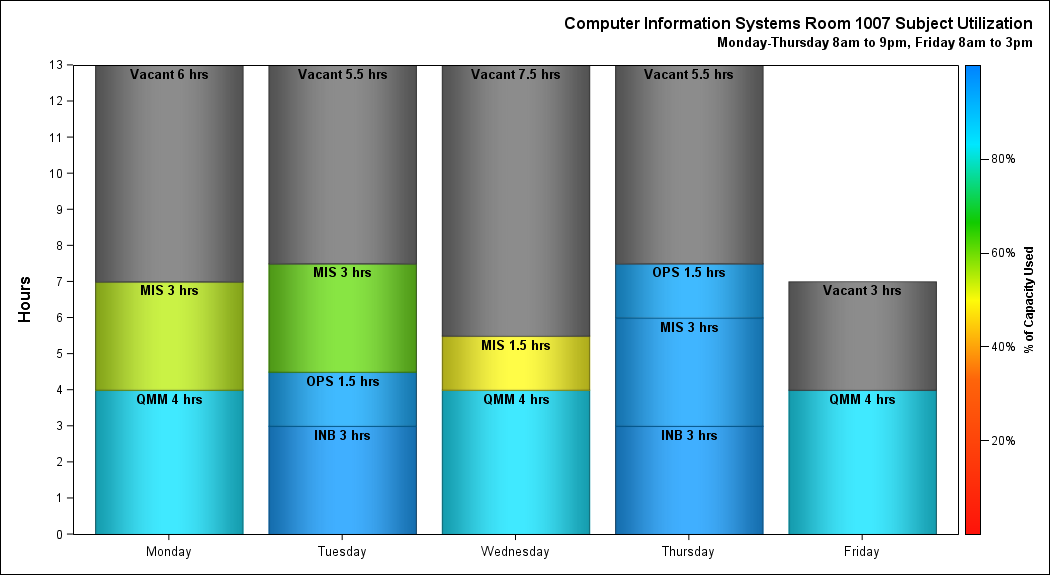 Computer Information Systems Room 1007 Subject Utilization
Monday-Thursday 8am to 9pm, Friday 8am to 3pm
Hours
13
12
11
10
9
8
7
6
5
4
3
2
1
0
Vacant 6 hrs
MIS 3 hrs
QMM 4 hrs
Vacant 5.5 hrs
MIS 3 hrs
OPS 1.5 hrs
INB 3 hrs
Vacant 7.5 hrs
MIS 1.5 hrs
QMM 4 hrs
Vacant 5.5 hrs
OPS 1.5 hrs
MIS 3 hrs
INB 3 hrs
Vacant 3 hrs
QMM 4 hrs
Monday
Tuesday
Wednesday
Thursday
Friday
80%
60%
40%
20%
% of Capacity Used